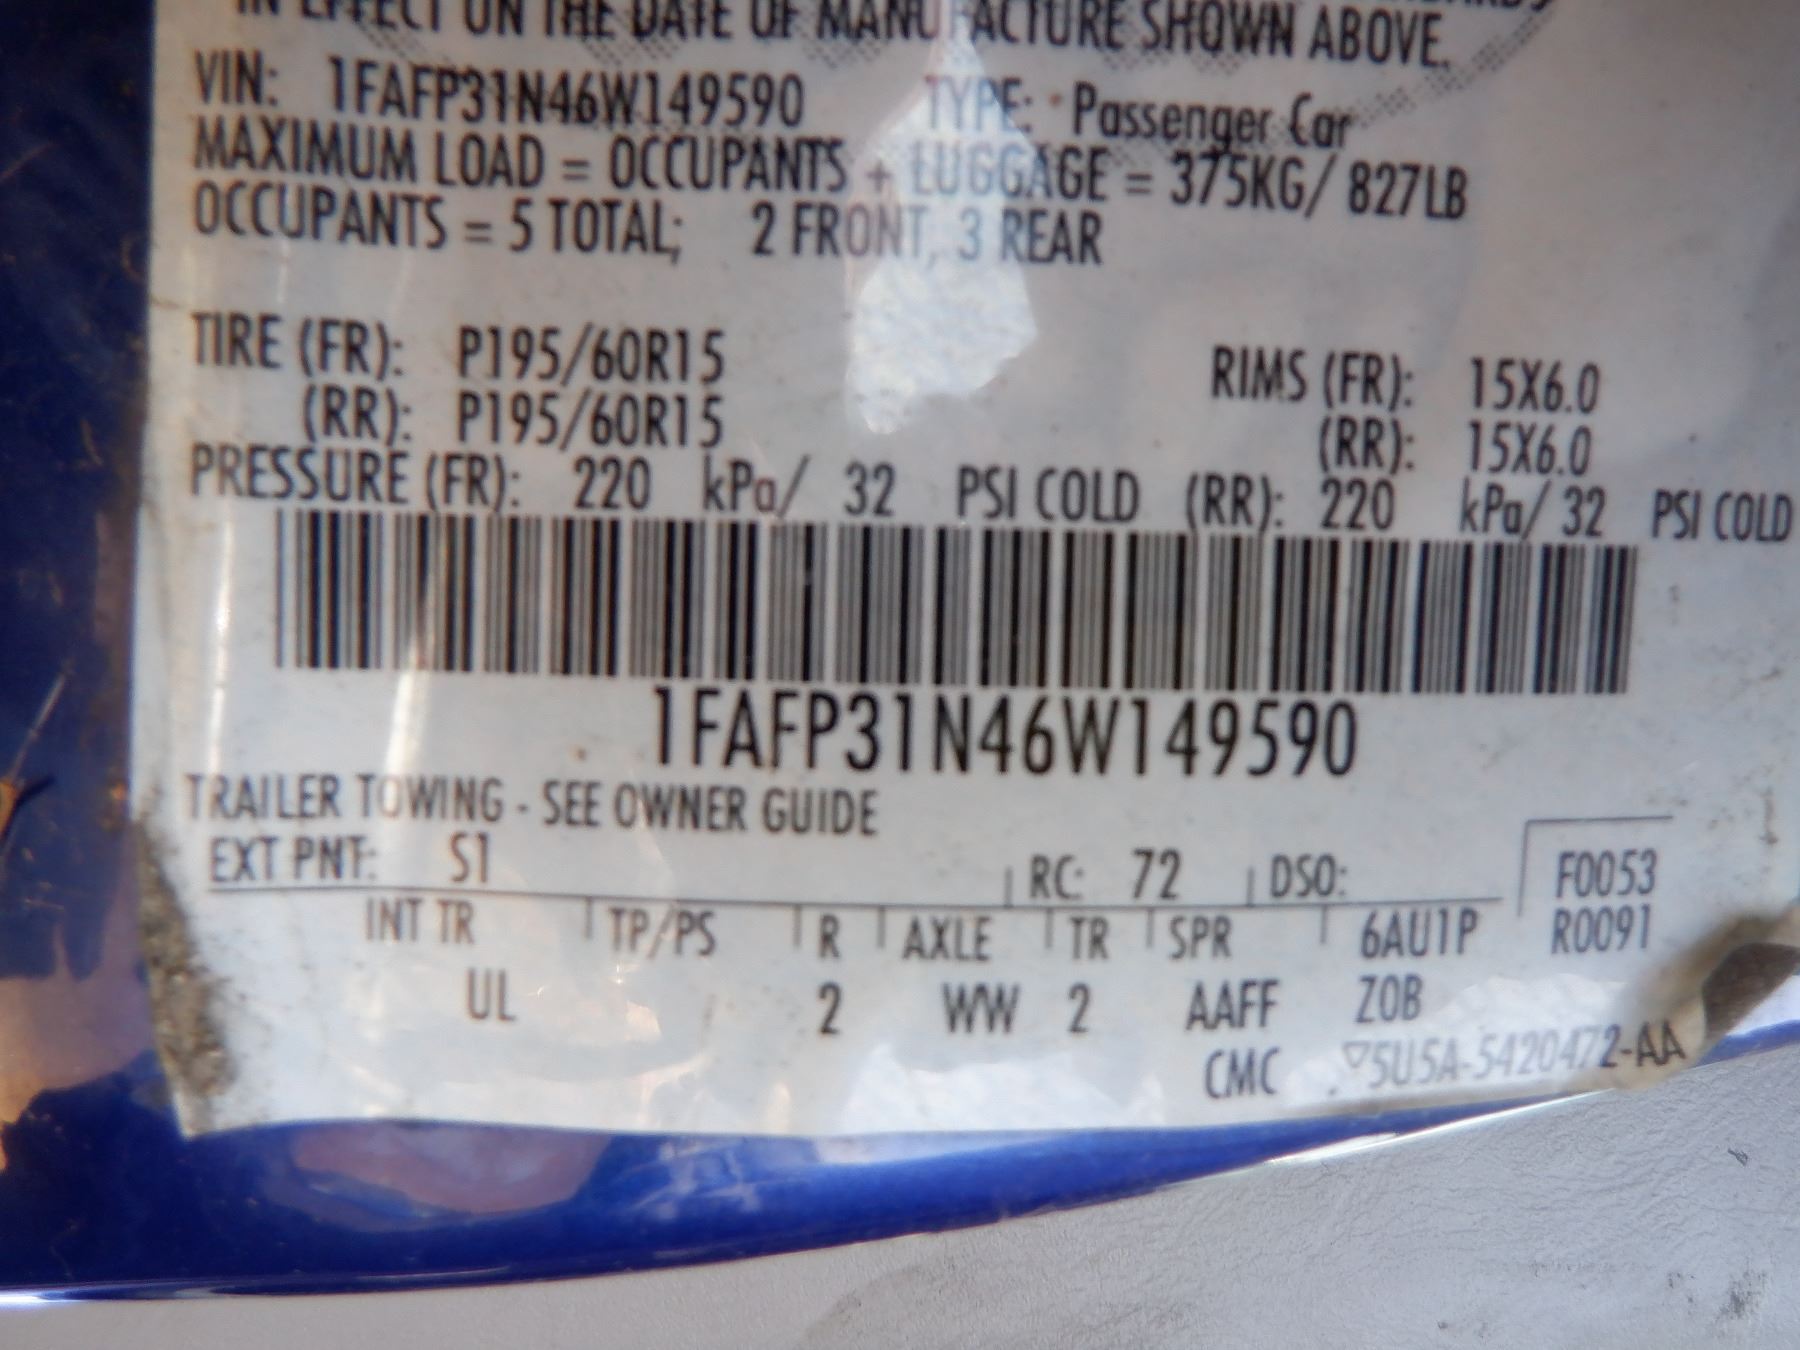 IN EFFECT ON THE DATE OF MANUFACTURE SHOWN ABOVE.
VIN: 1FAFP31N46W149590 TYPE: Passenger Car
MAXIMUM LOAD = OCCUPANTS + LUGGAGE = 375KG/ 827LB
OCCUPANTS = 5 TOTAL; 2 FRONT, 3 REAR
TIRE (FR): P195/60R15 RIMS (FR): 15X6.0
(RR): P195/60R15 (RR): 15X6.0
PRESSURE (FR): 220 kPa/ 32 PSI COLD (RR): 220 kPa/ 32 PSI COLD
1FAFP31N46W149590
TRAILER TOWING - SEE OWNER GUIDE
EXT PNT: S1 RC: 72 DSO: F0053
INT TR TP/PS R AXLE TR SPR 6AU1P R0091
UL 2 WW 2 AAFF Z0B
CMC ▽5U5A-5420472-AA